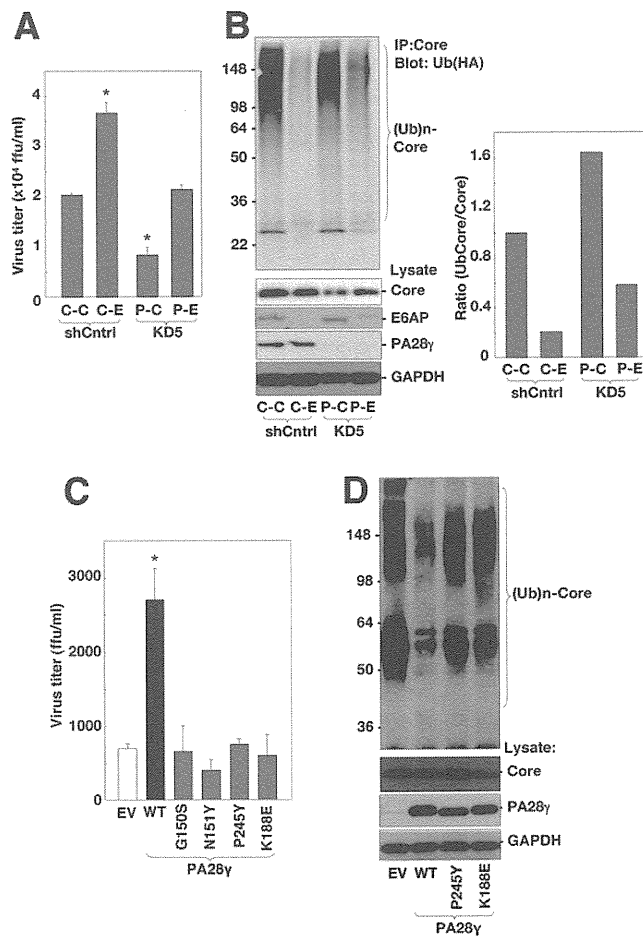 A
Virus titer (x10⁴ ffu/ml)
4
3
2
1
0
*
*
C-C C-E P-C P-E
shCntrl KD5
B
IP:Core
Blot: Ub(HA)
148
98
64
50
36
22
(Ub)n-
Core
Lysate
Core
E6AP
PA28γ
GAPDH
C-C C-E P-C P-E
shCntrl KD5
Ratio (UbCore/Core)
1.6
1.2
0.8
0.4
0
C-C C-E P-C P-E
shCntrl KD5
C
Virus titer (ffu/ml)
3000
2000
1000
0
*
EV
WT
G150S
N151Y
P245Y
K188E
PA28γ
D
148
98
64
50
36
(Ub)n-Core
Lysate:
Core
PA28γ
GAPDH
EV
WT
P245Y
K188E
PA28γ